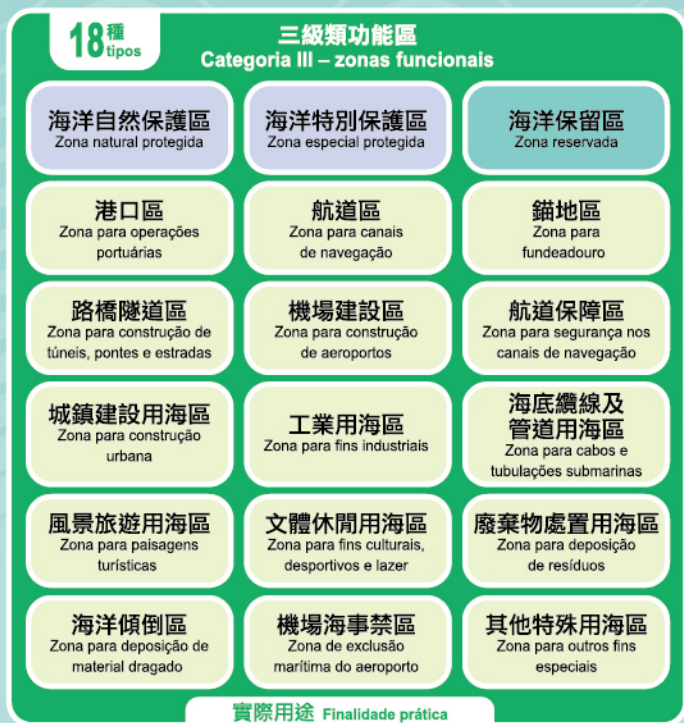 18種
tipos
三級類功能區
Categoria III – zonas funcionais
海洋自然保護區
Zona natural protegida
海洋特別保護區
Zona especial protegida
海洋保留區
Zona reservada
港口區
Zona para operações
portuárias
航道區
Zona para canais
de navegação
錨地區
Zona para
fundeadouro
路橋隧道區
Zona para construção de
túneis, pontes e estradas
機場建設區
Zona para construção
de aeroportos
航道保障區
Zona para segurança nos
canais de navegação
城鎮建設用海區
Zona para construção
urbana
工業用海區
Zona para fins industriais
海底纜線及
管道用海區
Zona para cabos e
tubulações submarinas
風景旅遊用海區
Zona para paisagens
turísticas
文體休閒用海區
Zona para fins culturais,
desportivos e lazer
廢棄物處置用海區
Zona para deposição
de resíduos
海洋傾倒區
Zona para deposição de
material dragado
機場海事禁區
Zona de exclusão
marítima do aeroporto
其他特殊用海區
Zona para outros fins
especiais
實際用途 Finalidade prática